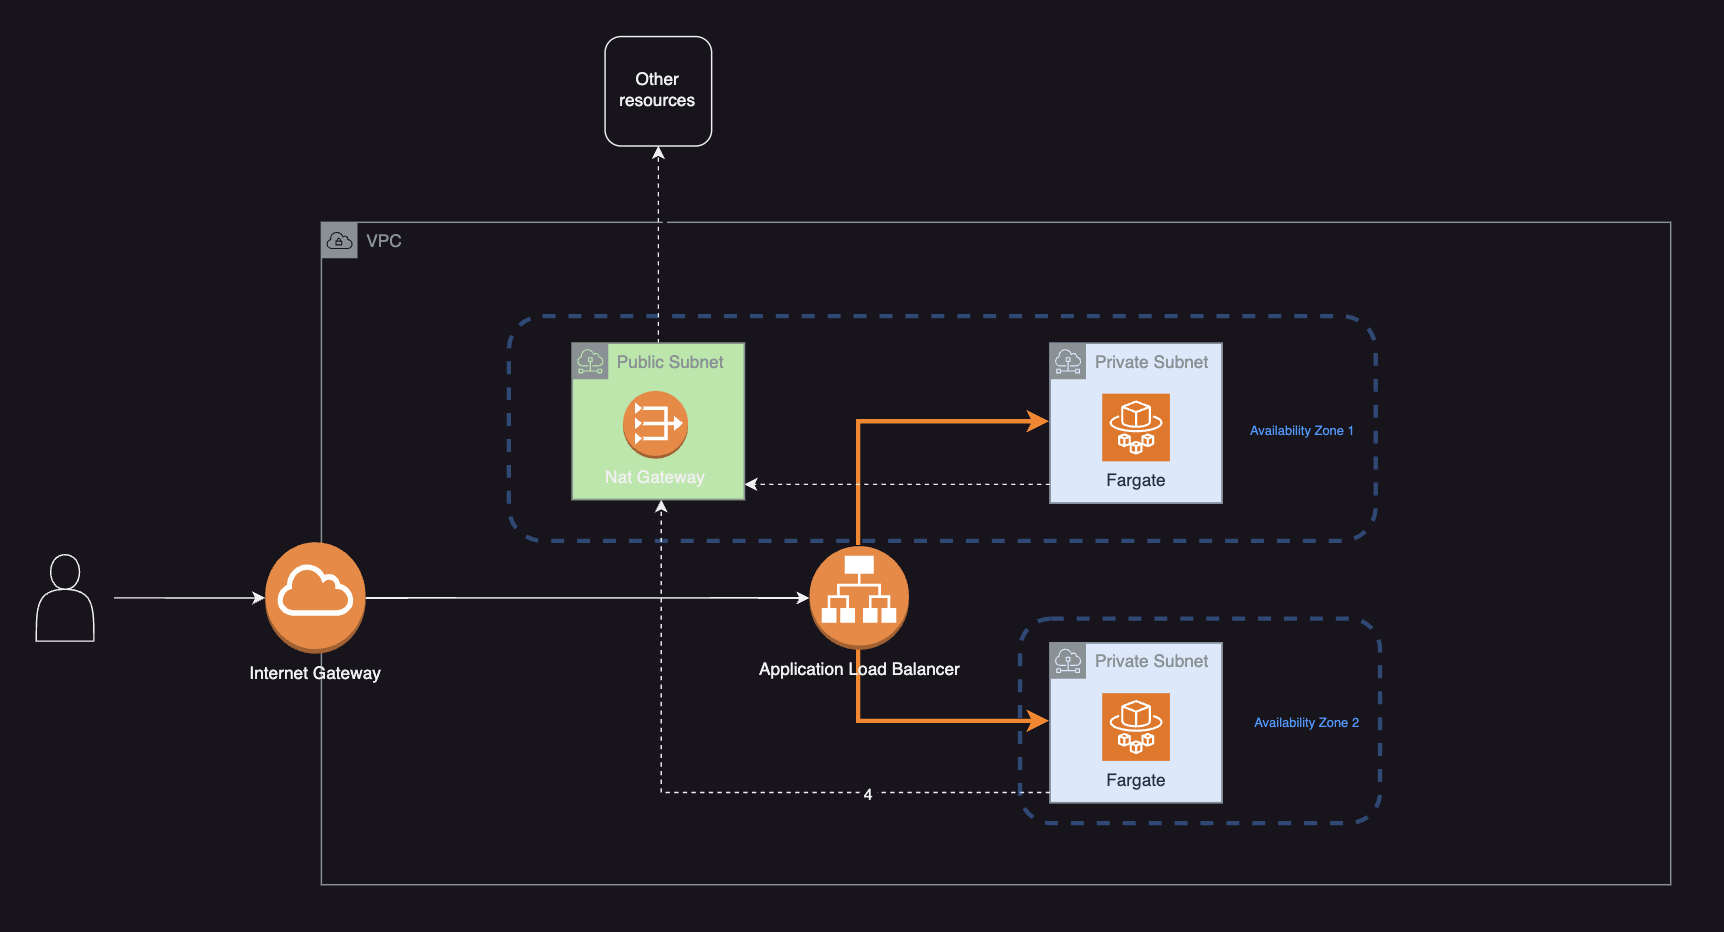 Other
resources
VPC
Public Subnet
Nat Gateway
Private Subnet
Fargate
Availability Zone 1
Internet Gateway
Application Load Balancer
Private Subnet
Fargate
Availability Zone 2
4